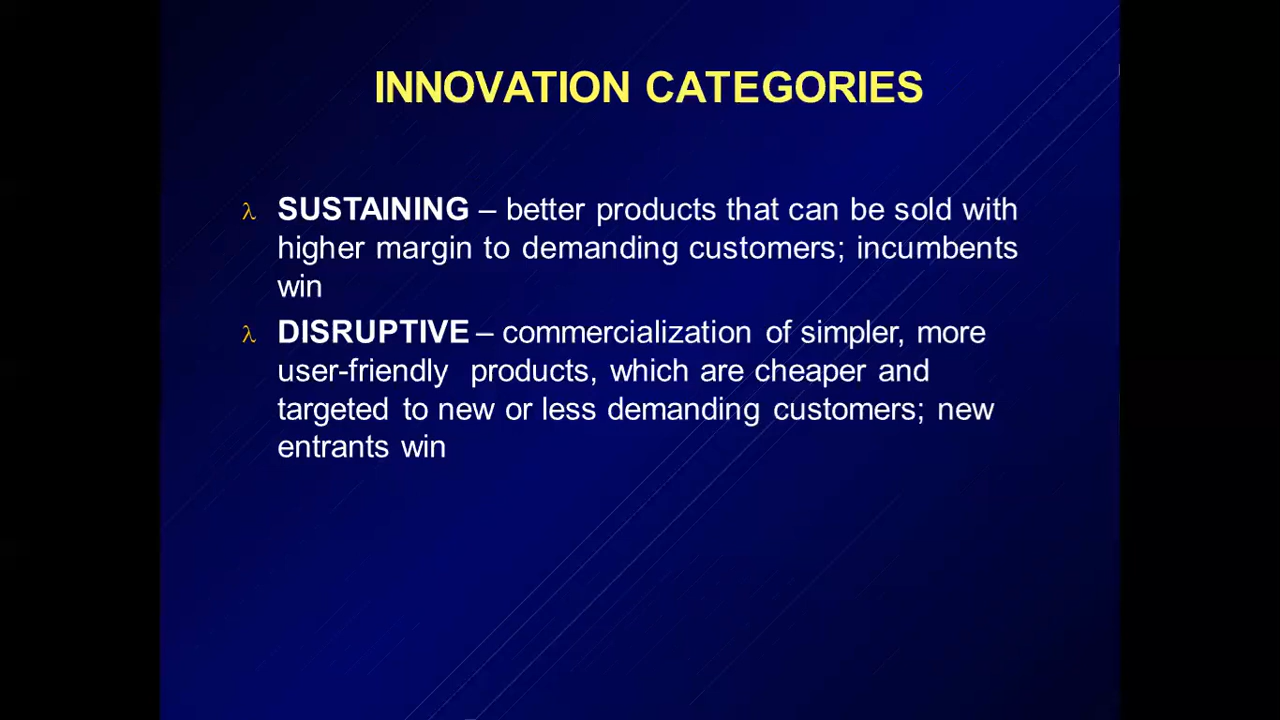 INNOVATION CATEGORIES
λ SUSTAINING – better products that can be sold with
higher margin to demanding customers; incumbents
win
λ DISRUPTIVE – commercialization of simpler, more
user-friendly products, which are cheaper and
targeted to new or less demanding customers; new
entrants win